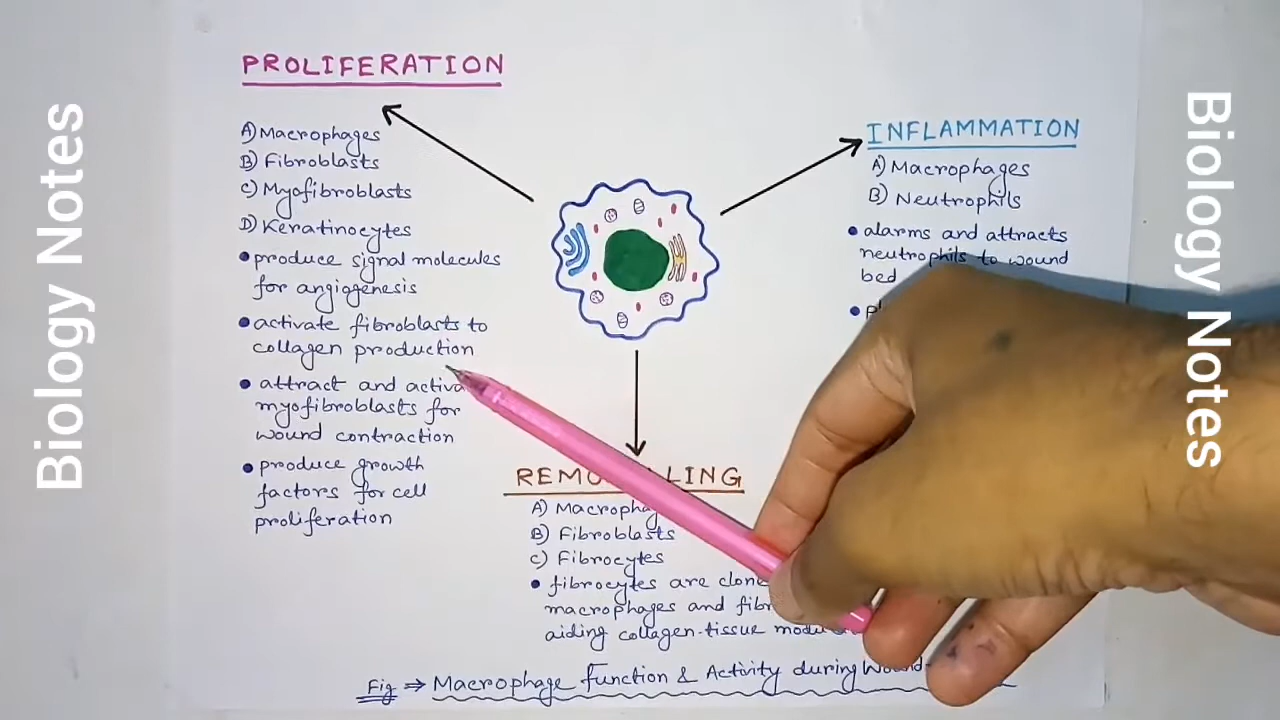 Biology Notes
PROLIFERATION
A) Macrophages
B) Fibroblasts
C) Myofibroblasts
D) Keratinocytes
• produce signal molecules
for angiogenesis
• activate fibroblasts to
collagen production
• attract and
myofibroblasts for
wound contraction
• produce growth
factors for cell
proliferation
INFLAMMATION
A) Macrophages
B) Neutrophils
• alarms and attracts
neutrophils to wound
bed
REMO LING
A)
B) Fibroblasts
C) Fibrocytes
• fibrocytes are
macrophages and
aiding collagen-tissue
Fig ⇒ Macrophage Function & Activity during
Biology Notes